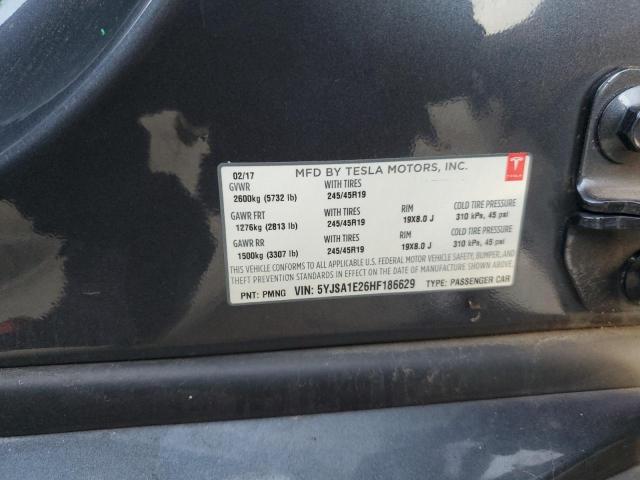 02/17 MFD BY TESLA MOTORS, INC.
GVWR WITH TIRES
2600kg (5732 lb) 245/45R19
GAWR FRT WITH TIRES RIM COLD TIRE PRESSURE
1276kg (2813 lb) 245/45R19 19X8.0 J 310 kPa, 45 psi
GAWR RR WITH TIRES RIM COLD TIRE PRESSURE
1500kg (3307 lb) 245/45R19 19X8.0 J 310 kPa, 45 psi
THIS VEHICLE CONFORMS TO ALL APPLICABLE U.S. FEDERAL MOTOR VEHICLE SAFETY, BUMPER, AND
THEFT PREVENTION STANDARDS IN EFFECT ON THE DATE OF MANUFACTURE SHOWN ABOVE.
PNT: PMNG VIN: 5YJSA1E26HF186629 TYPE: PASSENGER CAR